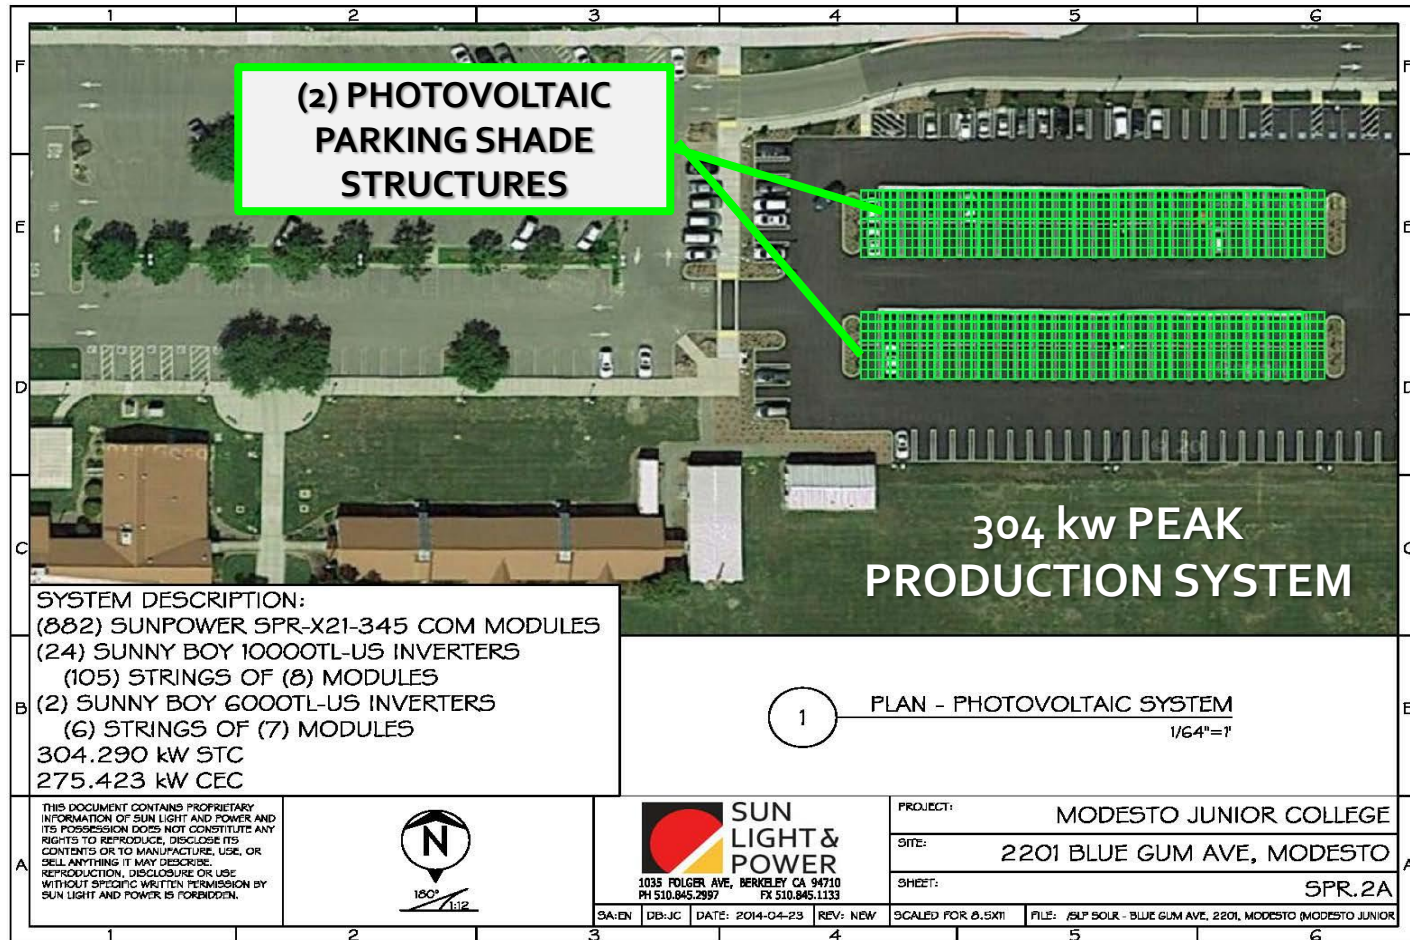 1 2 3 4 5 6
F F
(2) PHOTOVOLTAIC
PARKING SHADE
STRUCTURES
E E
D D
C C
304 kw PEAK
PRODUCTION SYSTEM
SYSTEM DESCRIPTION:
(882) SUNPOWER SPR-X21-345 COM MODULES
(24) SUNNY BOY 10000TL-US INVERTERS
(105) STRINGS OF (8) MODULES
(2) SUNNY BOY 6000TL-US INVERTERS
(6) STRINGS OF (7) MODULES
304.290 kW STC
275.423 kW CEC
B B
1
PLAN - PHOTOVOLTAIC SYSTEM
1/64"=1'
A A
THIS DOCUMENT CONTAINS PROPRIETARY
INFORMATION OF SUN LIGHT AND POWER AND
ITS POSSESSION DOES NOT CONSTITUTE ANY
RIGHTS TO REPRODUCE, DISCLOSE ITS
CONTENTS OR TO MANUFACTURE, USE, OR
SELL ANYTHING IT MAY DESCRIBE.
REPRODUCTION, DISCLOSURE OR USE
WITHOUT SPECIFIC WRITTEN PERMISSION BY
SUN LIGHT AND POWER IS FORBIDDEN.
N
180°
1:12
SUN
LIGHT &
POWER
1035 FOLGER AVE, BERKELEY CA 94710
PH 510.845.2997 FX 510.845.1133
PROJECT: MODESTO JUNIOR COLLEGE
SITE: 2201 BLUE GUM AVE, MODESTO
SHEET: SPR.2A
SA:EN DB:JC DATE: 2014-04-23 REV: NEW SCALED FOR 8.5X11 FILE: /SLP SOLR - BLUE GUM AVE, 2201, MODESTO (MODESTO JUNIOR
1 2 3 4 5 6